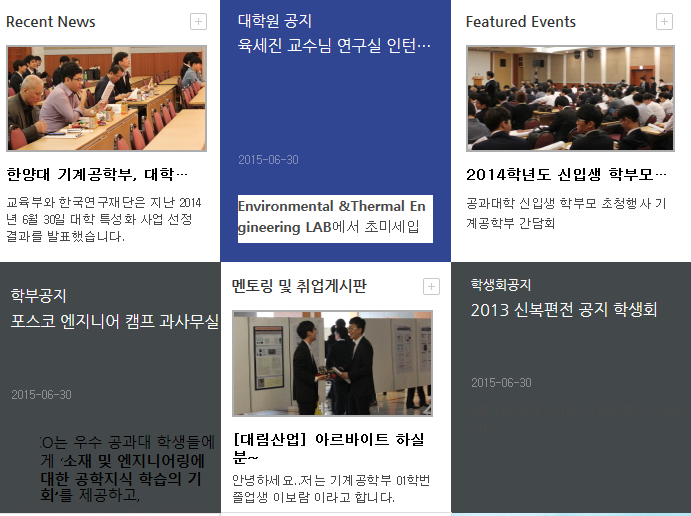 Recent News
한양대 기계공학부, 대학…
교육부와 한국연구재단은 지난 2014
년 6월 30일 대학 특성화 사업 선정
결과를 발표했습니다.
대학원 공지
육세진 교수님 연구실 인턴…
2015-06-30
Environmental &Thermal En
gineering LAB에서 초미세입
Featured Events
2014학년도 신입생 학부모…
공과대학 신입생 학부모 초청행사 기
계공학부 간담회
학부공지
포스코 엔지니어 캠프 과사무실
2015-06-30
O는 우수 공과대 학생들에
게 ‘소재 및 엔지니어링에
대한 공학지식 학습의 기
회’를 제공하고,
멘토링 및 취업게시판
[대림산업] 아르바이트 하실
분~
안녕하세요..저는 기계공학부 01학번
졸업생 이보람 이라고 합니다.
학생회공지
2013 신복편전 공지 학생회
2015-06-30